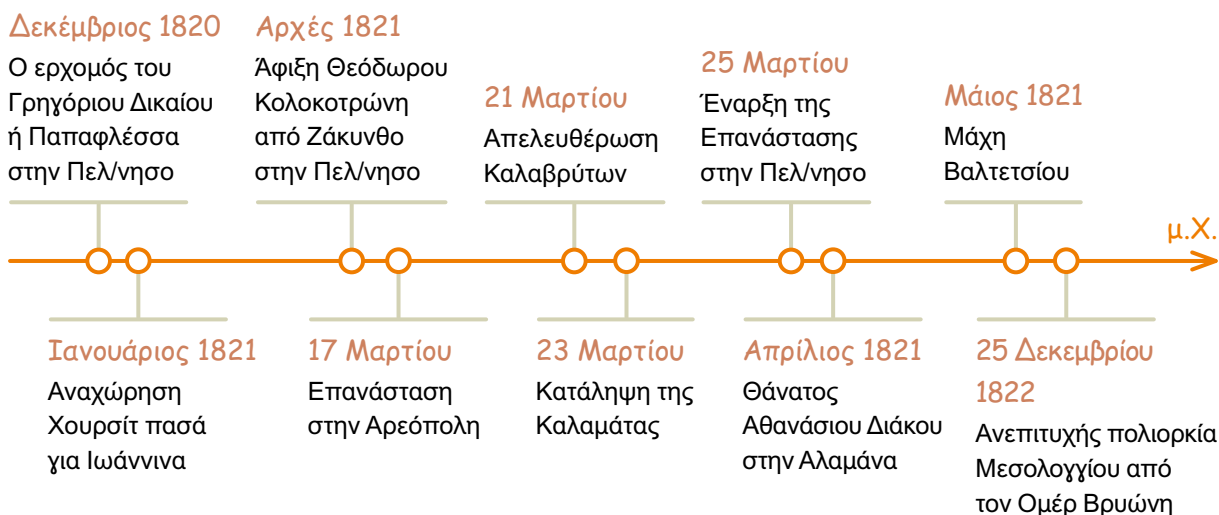 Δεκέμβριος 1820
Ο ερχομός του
Γρηγόριου Δικαίου
ή Παπαφλέσσα
στην Πελ/νησο
Αρχές 1821
Άφιξη Θεόδωρου
Κολοκοτρώνη
από Ζάκυνθο
στην Πελ/νησο
21 Μαρτίου
Απελευθέρωση
Καλαβρύτων
25 Μαρτίου
Έναρξη της
Επανάστασης
στην Πελ/νησο
Μάιος 1821
Μάχη
Βαλτετσίου
μ.Χ.
Ιανουάριος 1821
Αναχώρηση
Χουρσίτ πασά
για Ιωάννινα
17 Μαρτίου
Επανάσταση
στην Αρεόπολη
23 Μαρτίου
Κατάληψη της
Καλαμάτας
Απρίλιος 1821
Θάνατος
Αθανάσιου Διάκου
στην Αλαμάνα
25 Δεκεμβρίου
1822
Ανεπιτυχής πολιορκία
Μεσολογγίου από
τον Ομέρ Βρυώνη